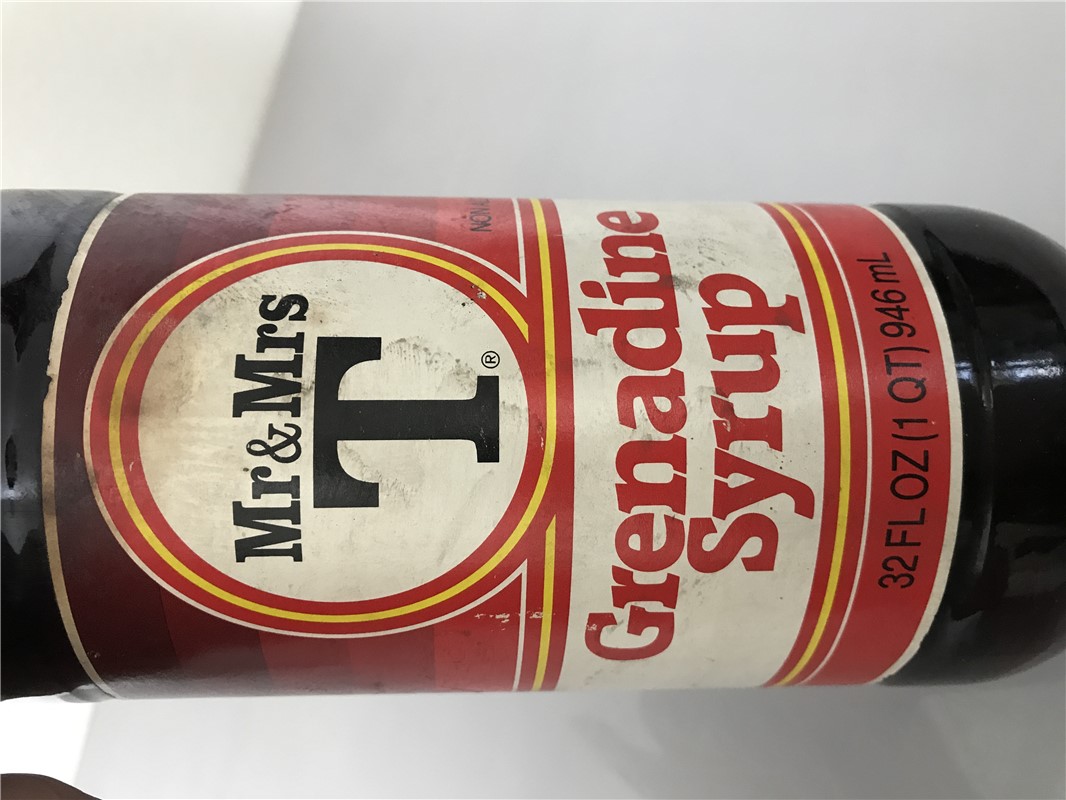 Mr & Mrs
T®
Grenadine
Syrup
32 FL OZ (1 QT) 946 mL